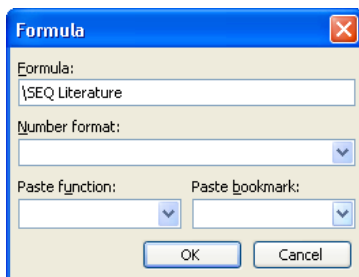 Formula
Formula:
\SEQ Literature
Number format:
Paste function: Paste bookmark:
OK Cancel